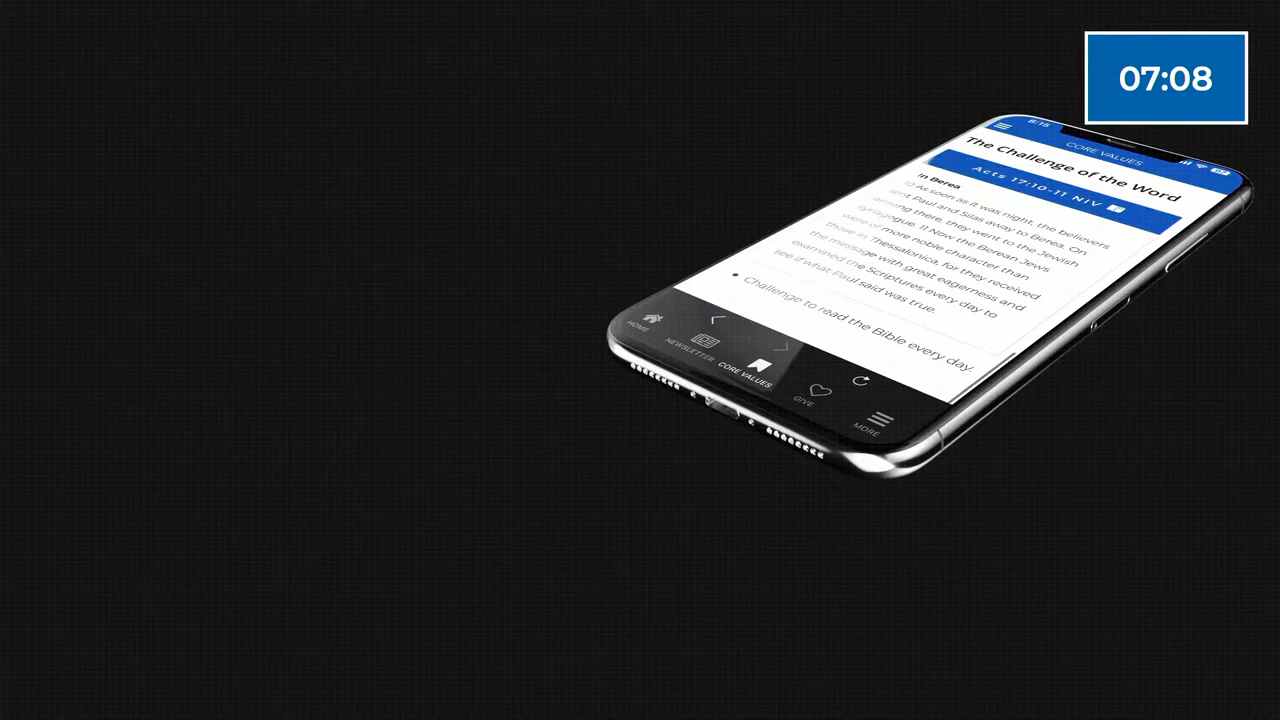 07:08
8:15
CORE VALUES
The Challenge of the Word
Acts 17:10-11 NIV
In Berea
10 As soon as it was night, the believers
sent Paul and Silas away to Berea. On
arriving there, they went to the Jewish
synagogue. 11 Now the Berean Jews
were of more noble character than
those in Thessalonica, for they received
the message with great eagerness and
examined the Scriptures every day to
see if what Paul said was true.
• Challenge to read the Bible every day.
HOME
NEWSLETTER
CORE VALUES
GIVE
MORE